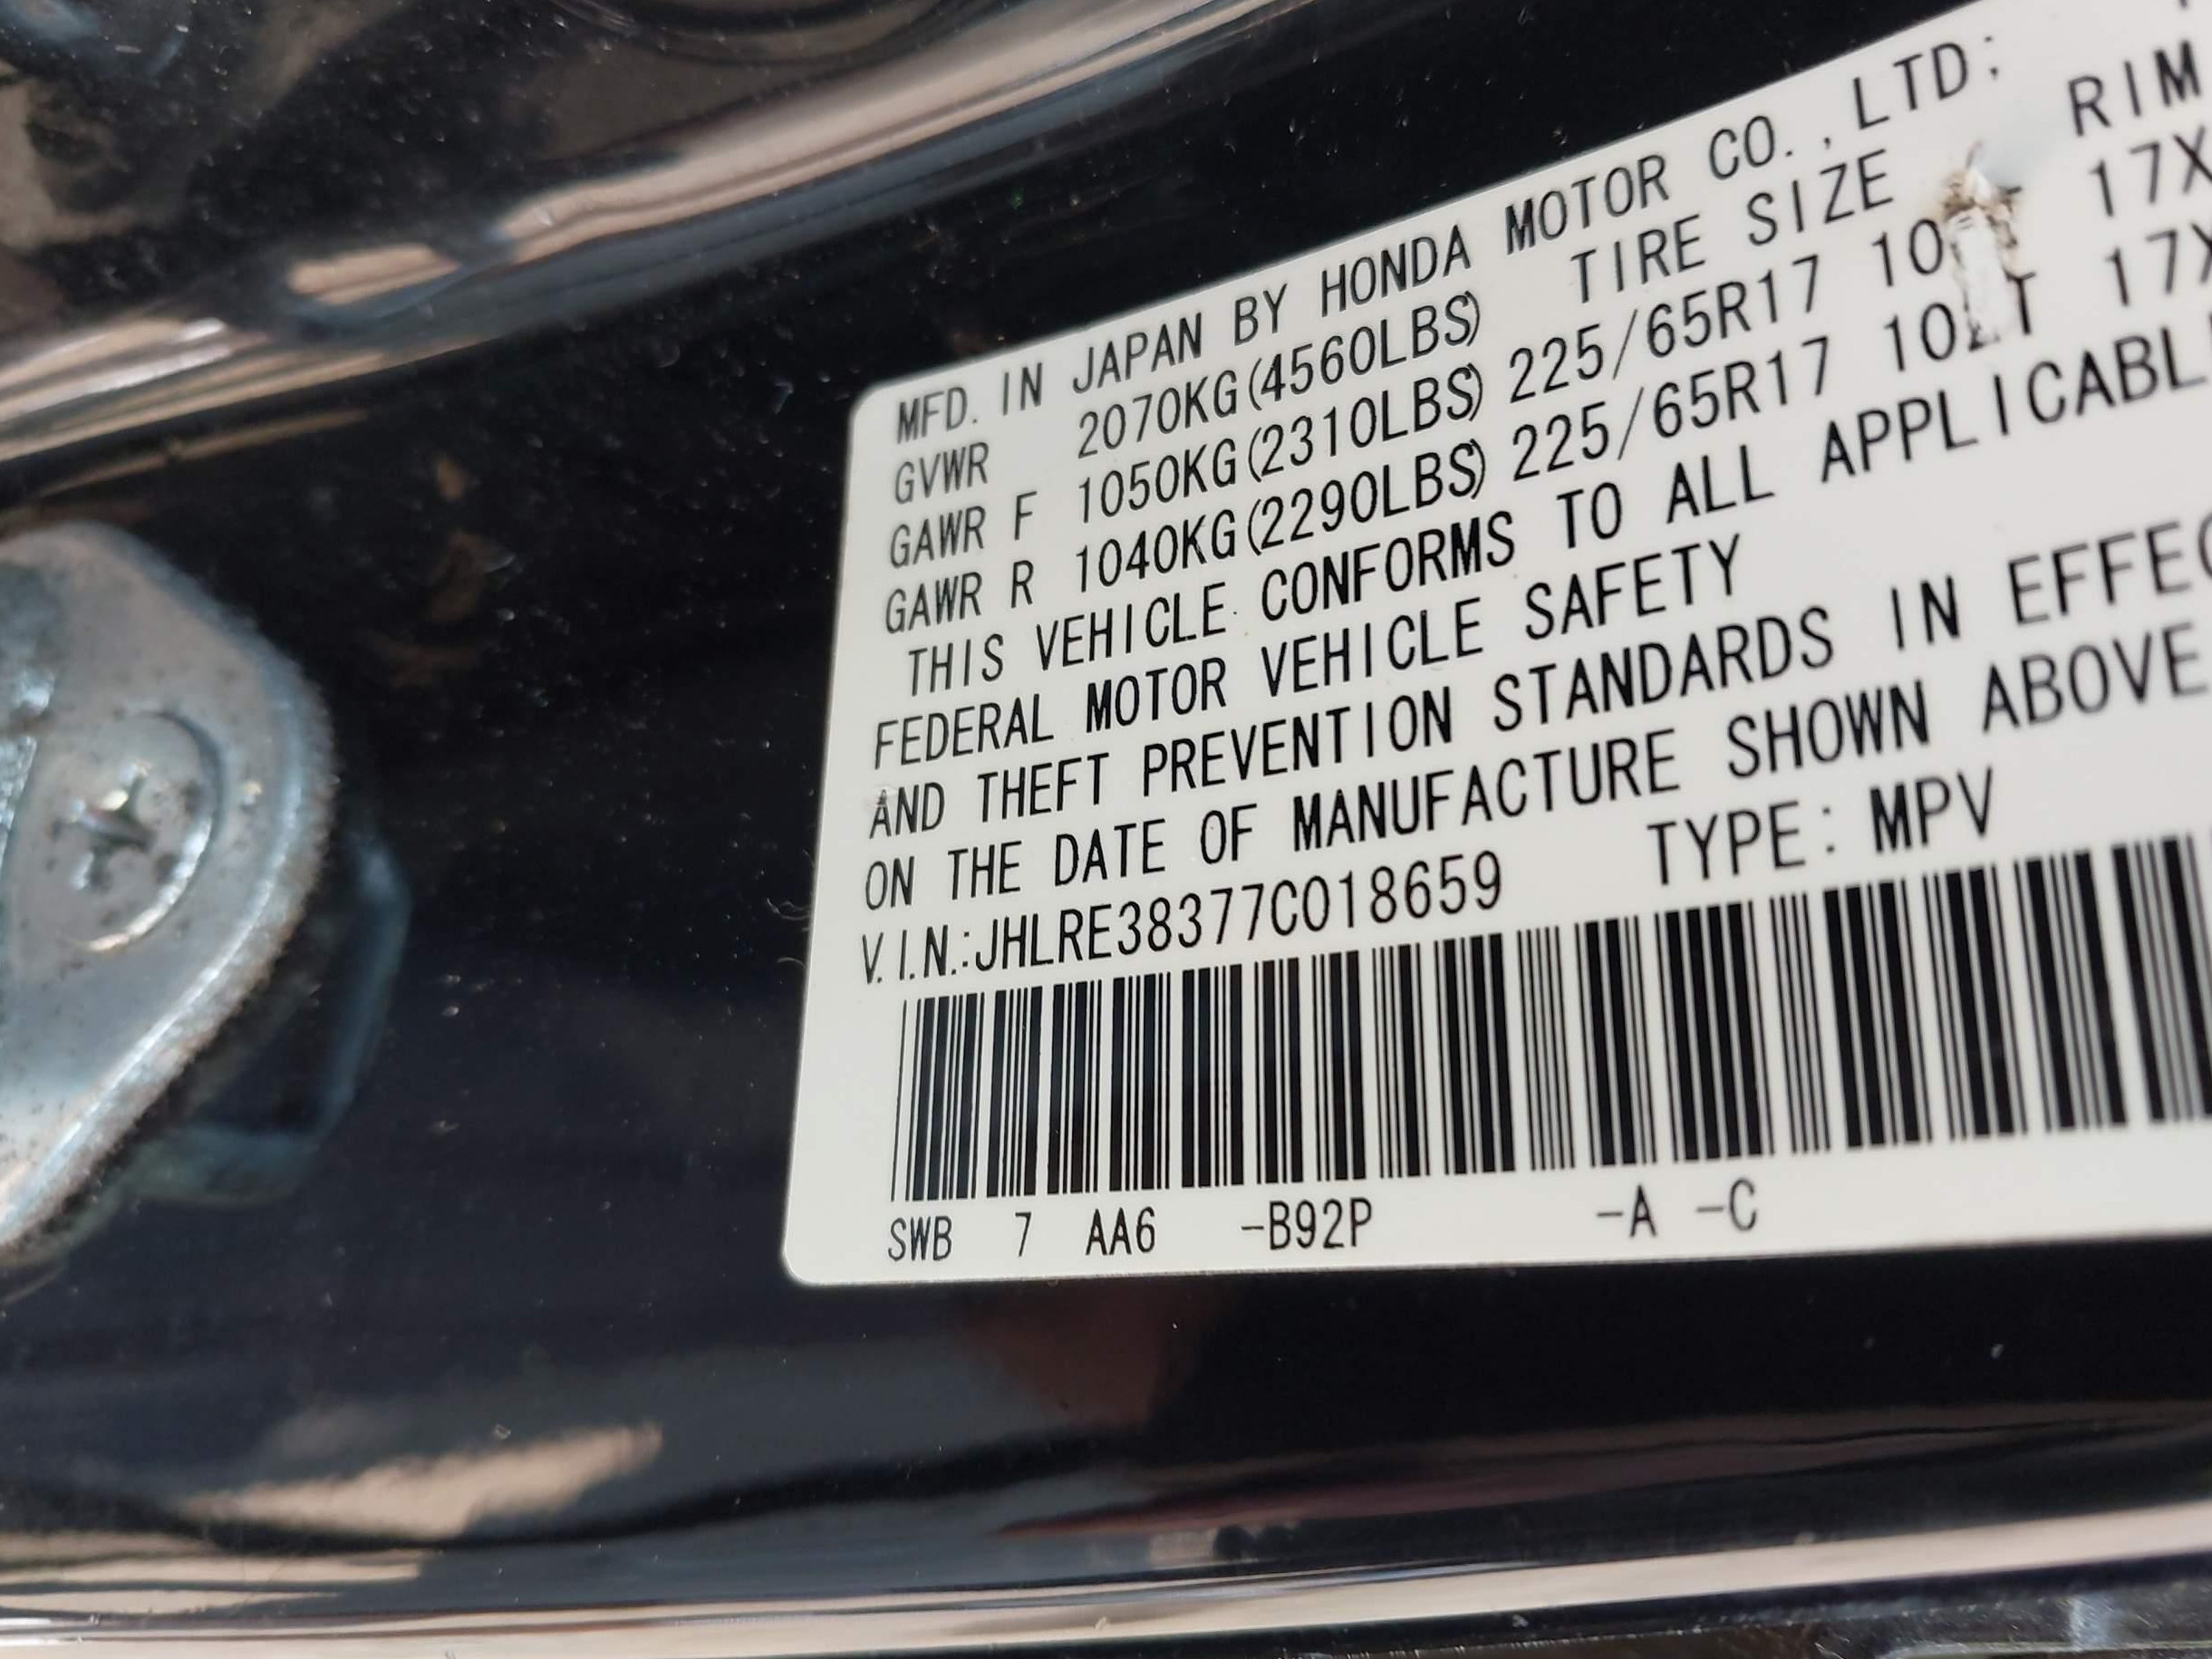 MFD. IN JAPAN BY HONDA MOTOR CO.,LTD;
GVWR 2070KG(4560LBS) TIRE SIZE RIM
GAWR F 1050KG(2310LBS) 225/65R17 17X
GAWR R 1040KG(2290LBS) 225/65R17 17X
THIS VEHICLE CONFORMS TO ALL APPLICABL
FEDERAL MOTOR VEHICLE SAFETY
AND THEFT PREVENTION STANDARDS IN EFFEC
ON THE DATE OF MANUFACTURE SHOWN ABOVE
V.I.N.:JHLRE38377C018659 TYPE: MPV
SWB 7 AA6 -B92P -A -C